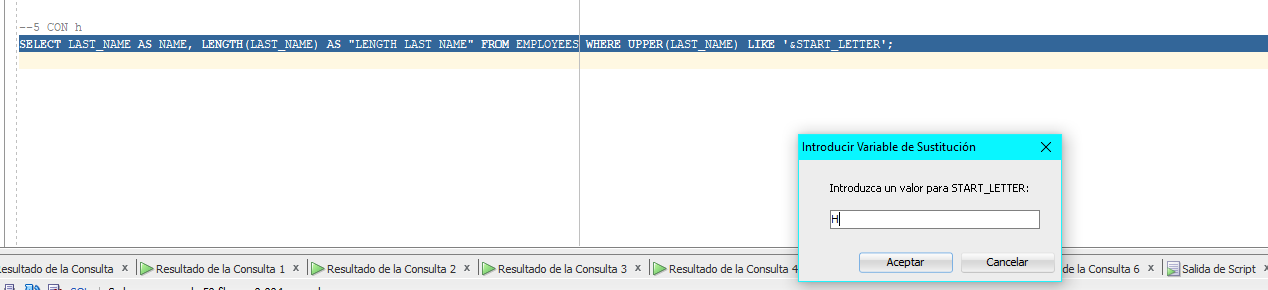 --5 CON h
SELECT LAST_NAME AS NAME, LENGTH(LAST_NAME) AS "LENGTH LAST NAME" FROM EMPLOYEES WHERE UPPER(LAST_NAME) LIKE '&START_LETTER';
Introducir Variable de Sustitución
Introduzca un valor para START_LETTER:
H
Aceptar Cancelar
esultado de la Consulta x Resultado de la Consulta 1 x Resultado de la Consulta 2 x Resultado de la Consulta 3 x Resultado de la Consulta 4 de la Consulta 6 x Salida de Script x